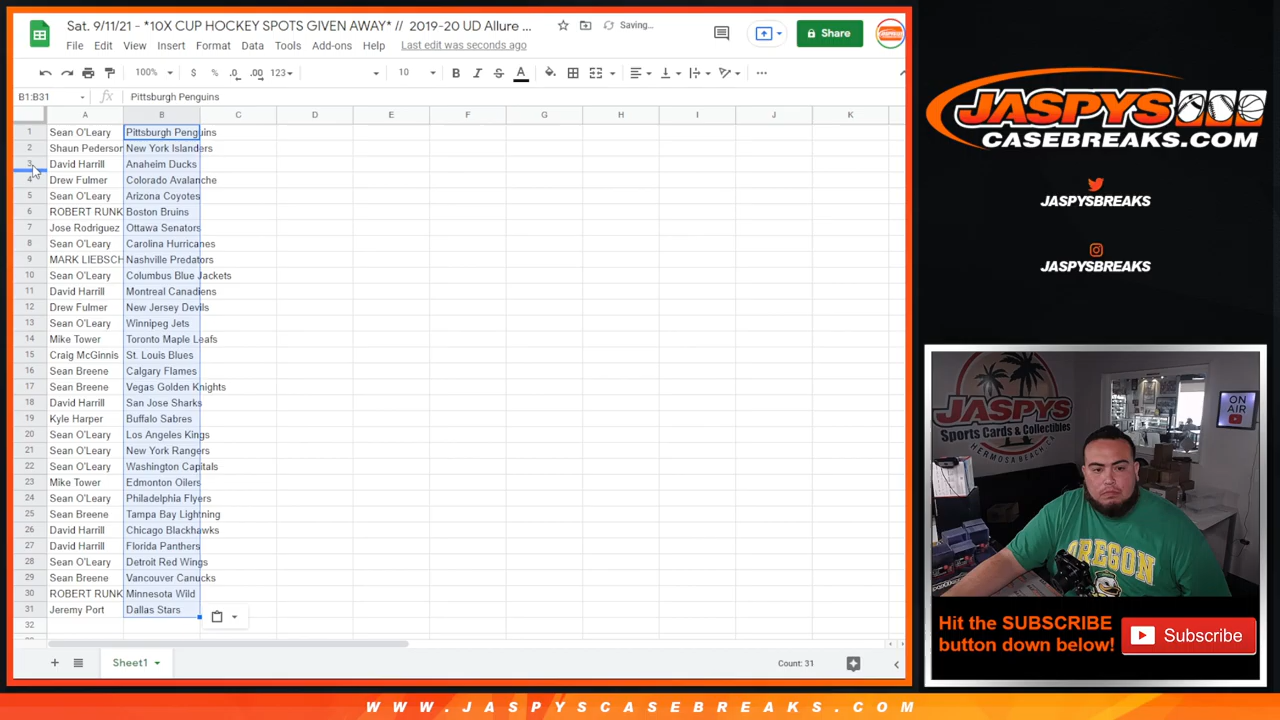 Sat. 9/11/21 - *10X CUP HOCKEY SPOTS GIVEN AWAY* // 2019-20 UD Allure ...
Saving...
Share
File Edit View Insert Format Data Tools Add-ons Help Last edit was seconds ago
100% $ % .0 .00 123 10 B I S A
B1:B31 fx Pittsburgh Penguins
A B C D E F G H I J K
1 Sean O'Leary Pittsburgh Penguins
2 Shaun Pederson New York Islanders
3 David Harrill Anaheim Ducks
4 Drew Fulmer Colorado Avalanche
5 Sean O'Leary Arizona Coyotes
6 ROBERT RUNK Boston Bruins
7 Jose Rodriguez Ottawa Senators
8 Sean O'Leary Carolina Hurricanes
9 MARK LIEBSCH Nashville Predators
10 Sean O'Leary Columbus Blue Jackets
11 David Harrill Montreal Canadiens
12 Drew Fulmer New Jersey Devils
13 Sean O'Leary Winnipeg Jets
14 Mike Tower Toronto Maple Leafs
15 Craig McGinnis St. Louis Blues
16 Sean Breene Calgary Flames
17 Sean Breene Vegas Golden Knights
18 David Harrill San Jose Sharks
19 Kyle Harper Buffalo Sabres
20 Sean O'Leary Los Angeles Kings
21 Sean O'Leary New York Rangers
22 Sean O'Leary Washington Capitals
23 Mike Tower Edmonton Oilers
24 Sean O'Leary Philadelphia Flyers
25 Sean Breene Tampa Bay Lightning
26 David Harrill Chicago Blackhawks
27 David Harrill Florida Panthers
28 Sean O'Leary Detroit Red Wings
29 Sean Breene Vancouver Canucks
30 ROBERT RUNK Minnesota Wild
31 Jeremy Port Dallas Stars
32
Sheet1
Count: 31
JASPYS
CASEBREAKS.COM
JASPYSBREAKS
JASPYSBREAKS
JASPYS
Sports Cards & Collectibles
HERMOSA BEACH, CA
ON AIR
OREGON
Hit the SUBSCRIBE
button down below!
Subscribe
WWW.JASPYSCASEBREAKS.COM